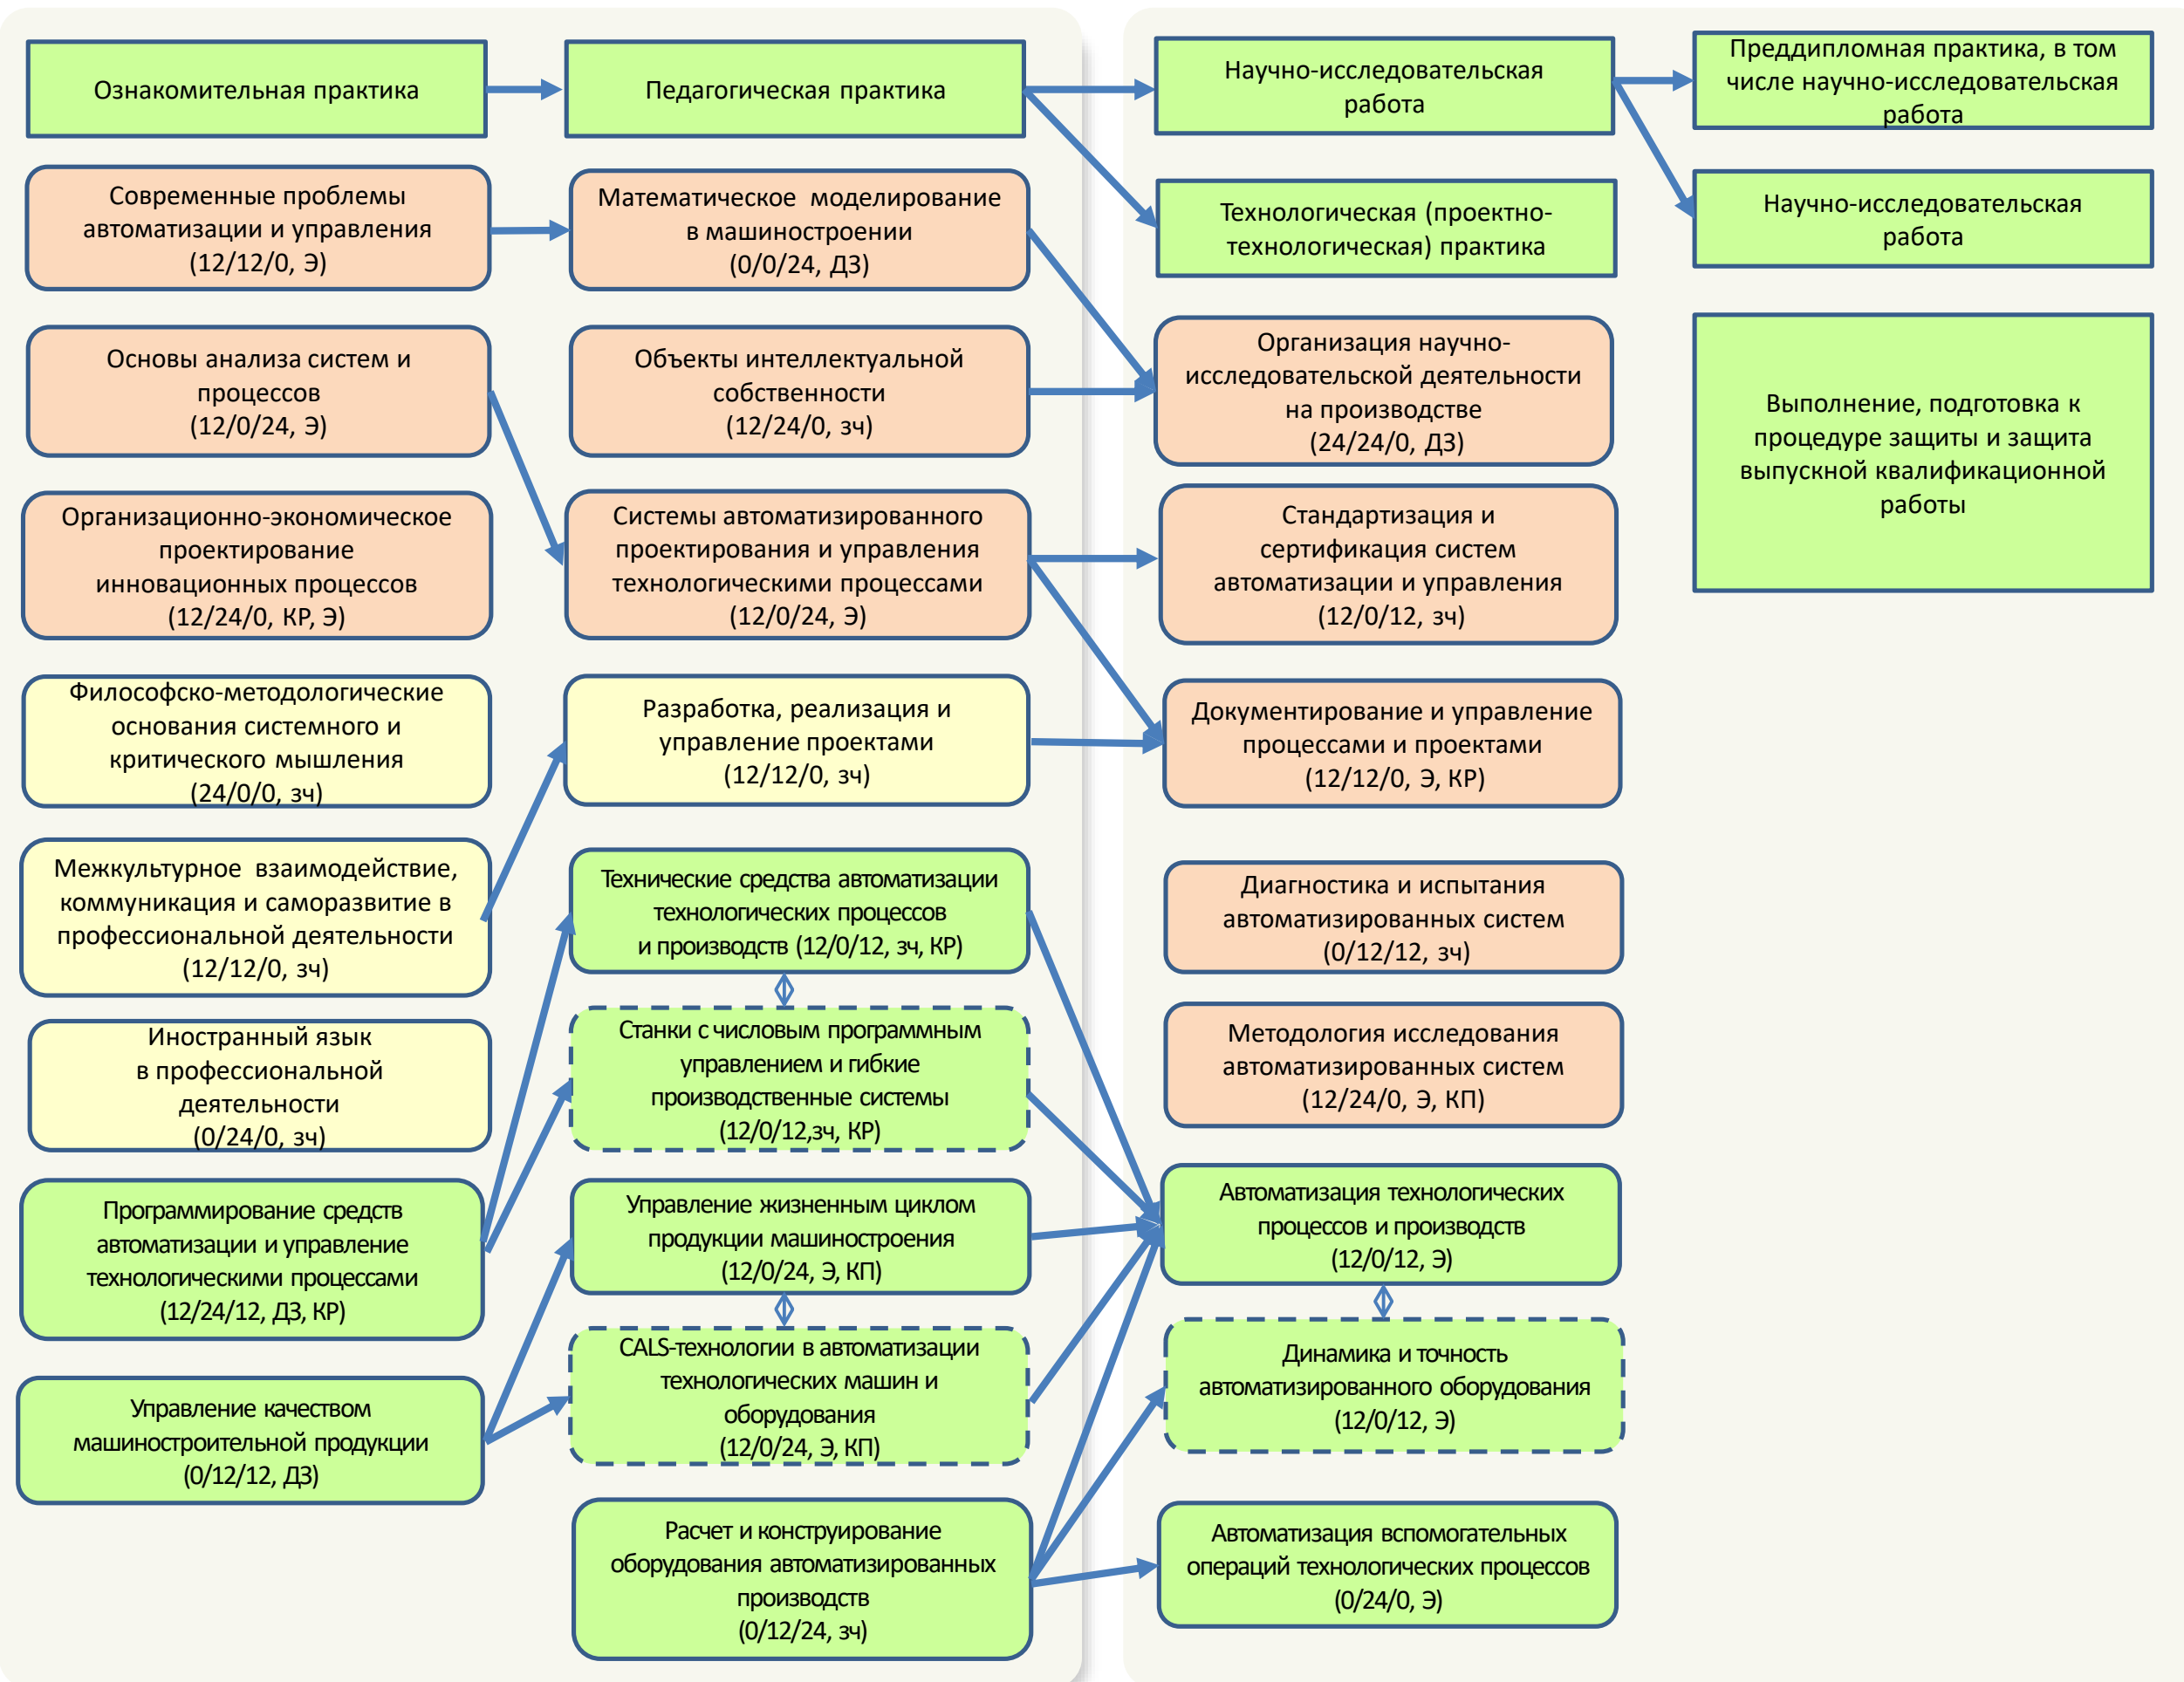 Ознакомительная практика
Современные проблемы
автоматизации и управления
(12/12/0, Э)
Основы анализа систем и
процессов
(12/0/24, Э)
Организационно-экономическое
проектирование
инновационных процессов
(12/24/0, КР, Э)
Философско-методологические
основания системного и
критического мышления
(24/0/0, зч)
Межкультурное взаимодействие,
коммуникация и саморазвитие в
профессиональной деятельности
(12/12/0, зч)
Иностранный язык
в профессиональной
деятельности
(0/24/0, зч)
Программирование средств
автоматизации и управление
технологическими процессами
(12/24/12, ДЗ, КР)
Управление качеством
машиностроительной продукции
(0/12/12, ДЗ)
Педагогическая практика
Математическое моделирование
в машиностроении
(0/0/24, ДЗ)
Объекты интеллектуальной
собственности
(12/24/0, зч)
Системы автоматизированного
проектирования и управления
технологическими процессами
(12/0/24, Э)
Разработка, реализация и
управление проектами
(12/12/0, зч)
Технические средства автоматизации
технологических процессов
и производств (12/0/12, зч, КР)
Станки с числовым программным
управлением и гибкие
производственные системы
(12/0/12,зч, КР)
Управление жизненным циклом
продукции машиностроения
(12/0/24, Э, КП)
CALS-технологии в автоматизации
технологических машин и
оборудования
(12/0/24, Э, КП)
Расчет и конструирование
оборудования автоматизированных
производств
(0/12/24, зч)
Научно-исследовательская
работа
Технологическая (проектно-
технологическая) практика
Организация научно-
исследовательской деятельности
на производстве
(24/24/0, ДЗ)
Стандартизация и
сертификация систем
автоматизации и управления
(12/0/12, зч)
Документирование и управление
процессами и проектами
(12/12/0, Э, КР)
Диагностика и испытания
автоматизированных систем
(0/12/12, зч)
Методология исследования
автоматизированных систем
(12/24/0, Э, КП)
Автоматизация технологических
процессов и производств
(12/0/12, Э)
Динамика и точность
автоматизированного оборудования
(12/0/12, Э)
Автоматизация вспомогательных
операций технологических процессов
(0/24/0, Э)
Преддипломная практика, в том
числе научно-исследовательская
работа
Научно-исследовательская
работа
Выполнение, подготовка к
процедуре защиты и защита
выпускной квалификационной
работы